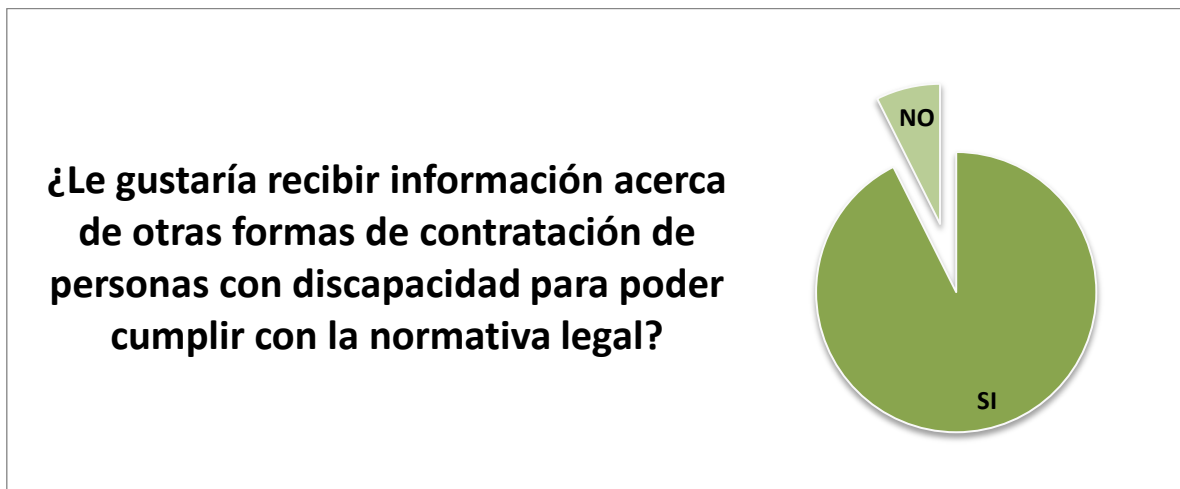 ¿Le gustaría recibir información acerca
de otras formas de contratación de
personas con discapacidad para poder
cumplir con la normativa legal?
NO
SI